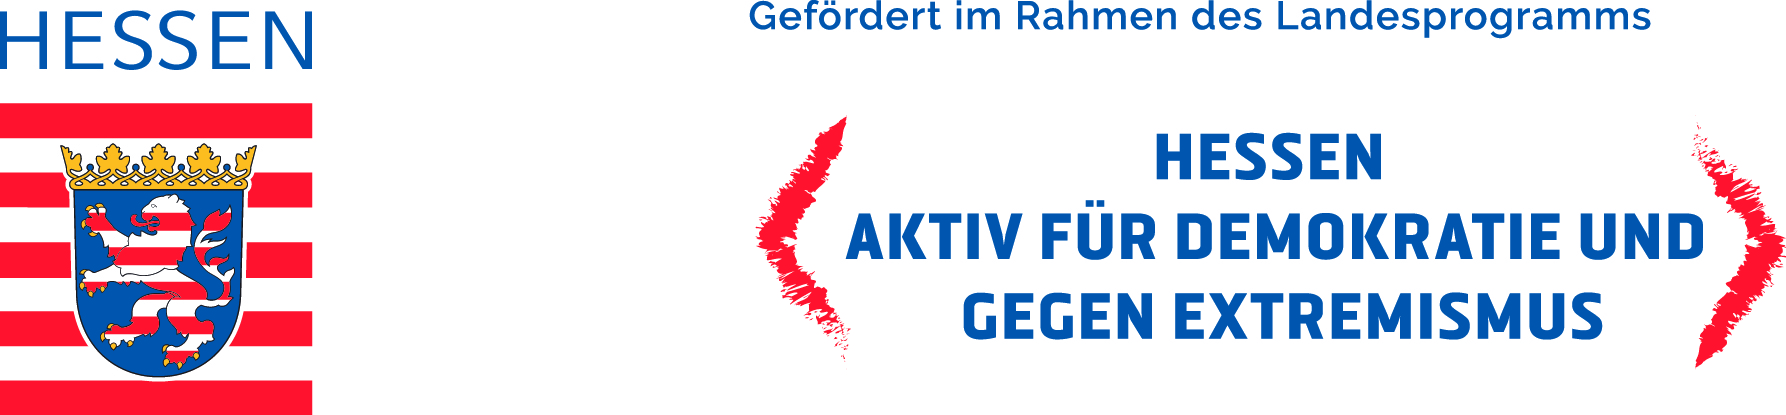 HESSEN
Gefördert im Rahmen des Landesprogramms
HESSEN
AKTIV FÜR DEMOKRATIE UND
GEGEN EXTREMISMUS